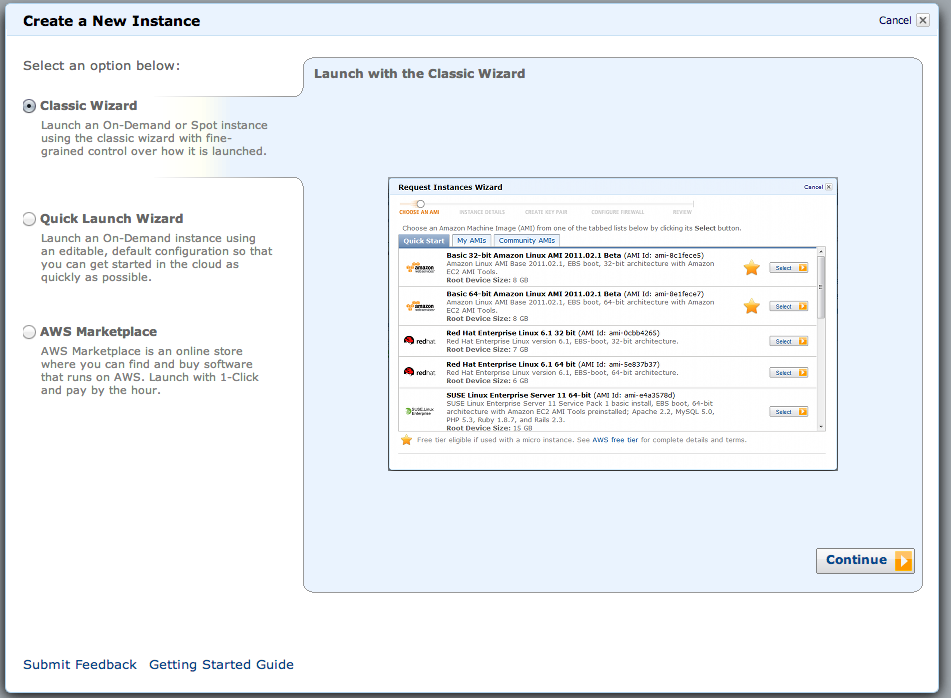 Create a New Instance
Cancel
Select an option below:
Classic Wizard
Launch an On-Demand or Spot instance
using the classic wizard with fine-
grained control over how it is launched.
Quick Launch Wizard
Launch an On-Demand instance using
an editable, default configuration so that
you can get started in the cloud as
quickly as possible.
AWS Marketplace
AWS Marketplace is an online store
where you can find and buy software
that runs on AWS. Launch with 1-Click
and pay by the hour.
Launch with the Classic Wizard
Request Instances Wizard
Cancel
CHOOSE AN AMI INSTANCE DETAILS CREATE KEY PAIR CONFIGURE FIREWALL REVIEW
Choose an Amazon Machine Image (AMI) from one of the tabbed lists below by clicking its Select button.
Quick Start My AMIs Community AMIs
amazon
webservices
Basic 32-bit Amazon Linux AMI 2011.02.1 Beta (AMI Id: ami-8c1fece5)
Amazon Linux AMI Base 2011.02.1, EBS boot, 32-bit architecture with Amazon
EC2 AMI Tools.
Root Device Size: 8 GB
Select
amazon
webservices
Basic 64-bit Amazon Linux AMI 2011.02.1 Beta (AMI Id: ami-8e1fece7)
Amazon Linux AMI Base 2011.02.1, EBS boot, 64-bit architecture with Amazon
EC2 AMI Tools.
Root Device Size: 8 GB
Select
redhat.
Red Hat Enterprise Linux 6.1 32 bit (AMI Id: ami-0cbb4265)
Red Hat Enterprise Linux version 6.1, EBS-boot, 32-bit architecture.
Root Device Size: 7 GB
Select
redhat.
Red Hat Enterprise Linux 6.1 64 bit (AMI Id: ami-5e837b37)
Red Hat Enterprise Linux version 6.1, EBS-boot, 64-bit architecture.
Root Device Size: 6 GB
Select
SUSE Linux
Enterprise
SUSE Linux Enterprise Server 11 64-bit (AMI Id: ami-e4a3578d)
SUSE Linux Enterprise Server 11 Service Pack 1 basic install, EBS boot, 64-bit
architecture with Amazon EC2 AMI Tools preinstalled; Apache 2.2, MySQL 5.0,
PHP 5.3, Ruby 1.8.7, and Rails 2.3.
Root Device Size: 15 GB
Select
Free tier eligible if used with a micro instance. See AWS free tier for complete details and terms.
Continue
Submit Feedback Getting Started Guide